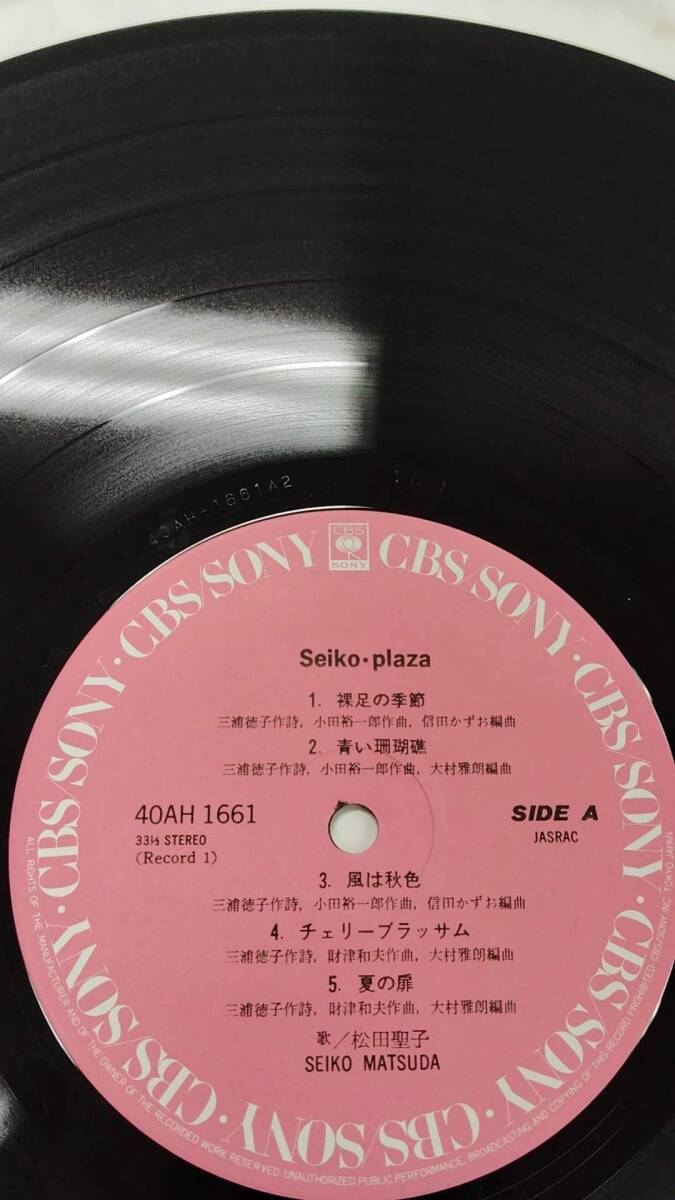 40AH-1661A2
CBS/SONY · CBS/SONY · CBS/SONY · CBS/SONY · CBS/SONY · CBS/SONY · CBS/SONY · CBS/SONY
CBS
SONY
Seiko・plaza
1. 裸足の季節
三浦徳子作詩, 小田裕一郎作曲, 信田かずお編曲
2. 青い珊瑚礁
三浦徳子作詩, 小田裕一郎作曲, 大村雅朗編曲
40AH 1661
SIDE A
33⅓ STEREO
JASRAC
(Record 1)
3. 風は秋色
三浦徳子作詩, 小田裕一郎作曲, 信田かずお編曲
4. チェリーブラッサム
三浦徳子作詩, 財津和夫作曲, 大村雅朗編曲
5. 夏の扉
三浦徳子作詩, 財津和夫作曲, 大村雅朗編曲
歌／松田聖子
SEIKO MATSUDA
ALL RIGHTS OF THE MANUFACTURER AND OF THE OWNER OF THE RECORDED WORK RESERVED UNAUTHORIZED PUBLIC PERFORMANCE, BROADCASTING AND COPYING OF THIS RECORD PROHIBITED CBS/SONY INC. TOKYO JAPAN